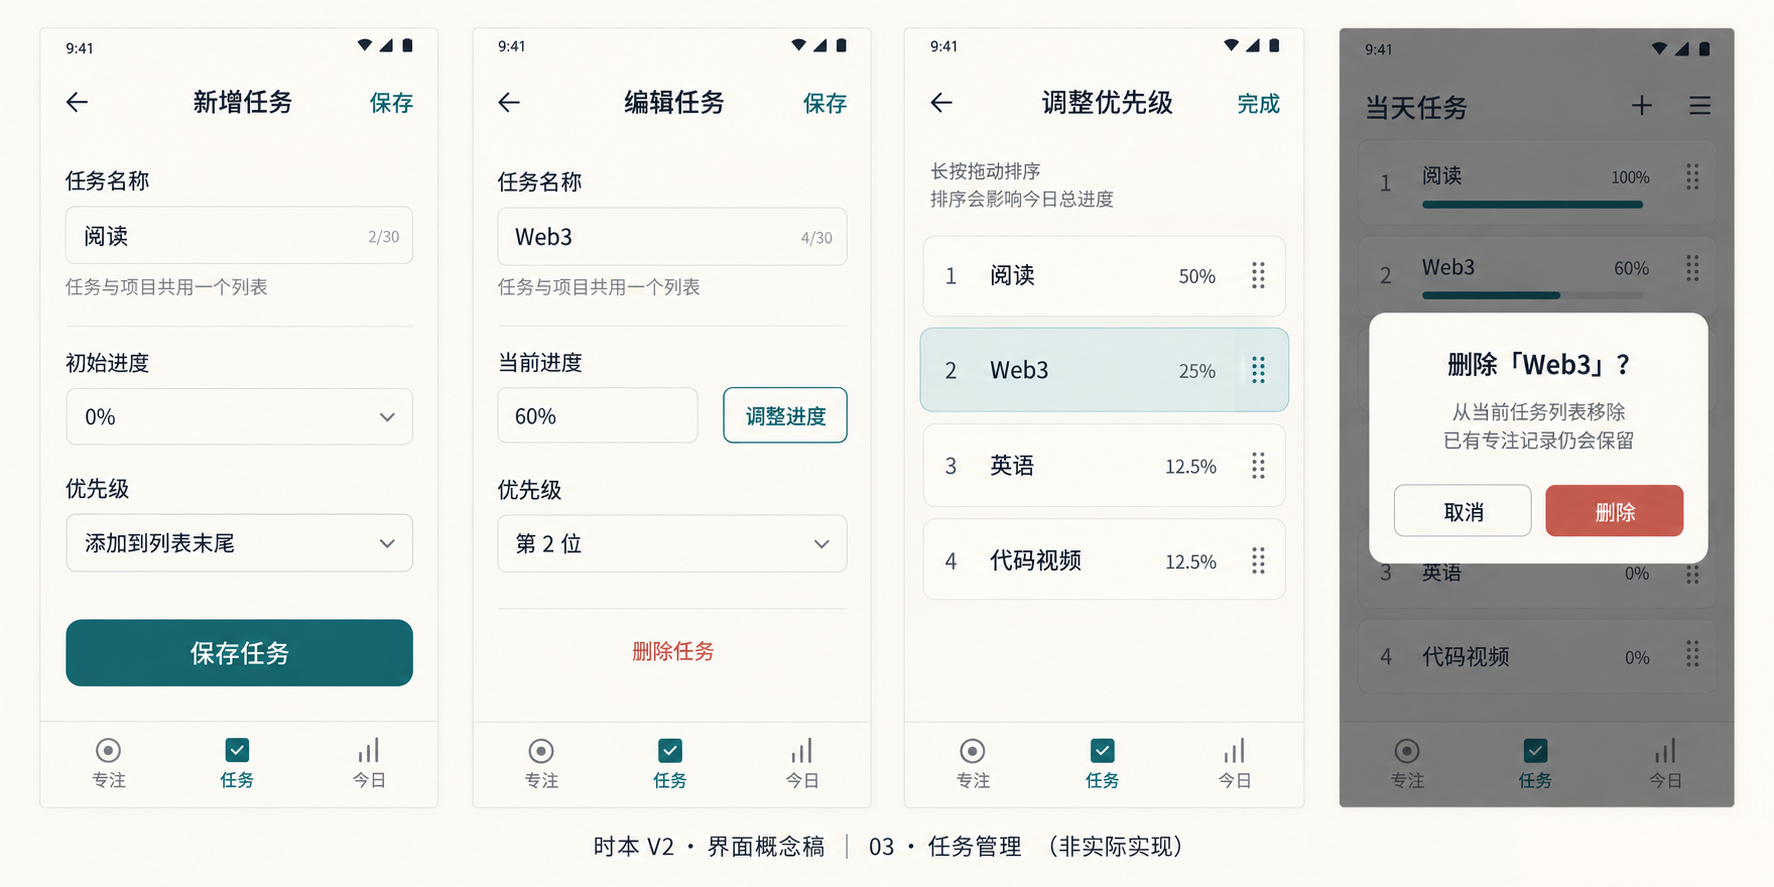 9:41
新增任务
保存
任务名称
阅读
2/30
任务与项目共用一个列表
初始进度
0%
优先级
添加到列表末尾
保存任务
专注
任务
今日
9:41
编辑任务
保存
任务名称
Web3
4/30
任务与项目共用一个列表
当前进度
60%
调整进度
优先级
第 2 位
删除任务
专注
任务
今日
9:41
调整优先级
完成
长按拖动排序
排序会影响今日总进度
1 阅读 50%
2 Web3 25%
3 英语 12.5%
4 代码视频 12.5%
专注
任务
今日
9:41
当天任务
1 阅读 100%
2 Web3 60%
删除「Web3」？
从当前任务列表移除
已有专注记录仍会保留
取消
删除
3 英语 0%
4 代码视频 0%
专注
任务
今日
时本 V2 · 界面概念稿 | 03 · 任务管理 （非实际实现）